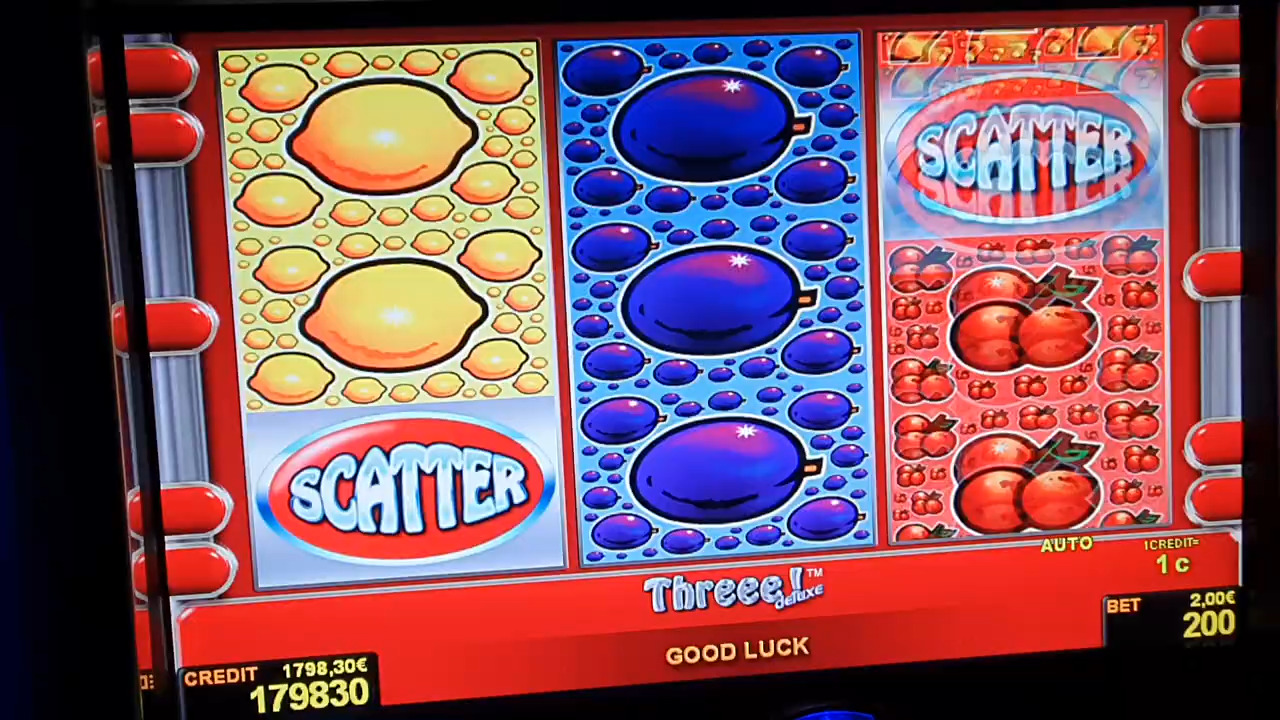 SCATTER
SCATTER
AUTO
1CREDIT=
1 c
Threee!™
deluxe
GOOD LUCK
BET
2,00€
200
CREDIT
1798,30€
179830